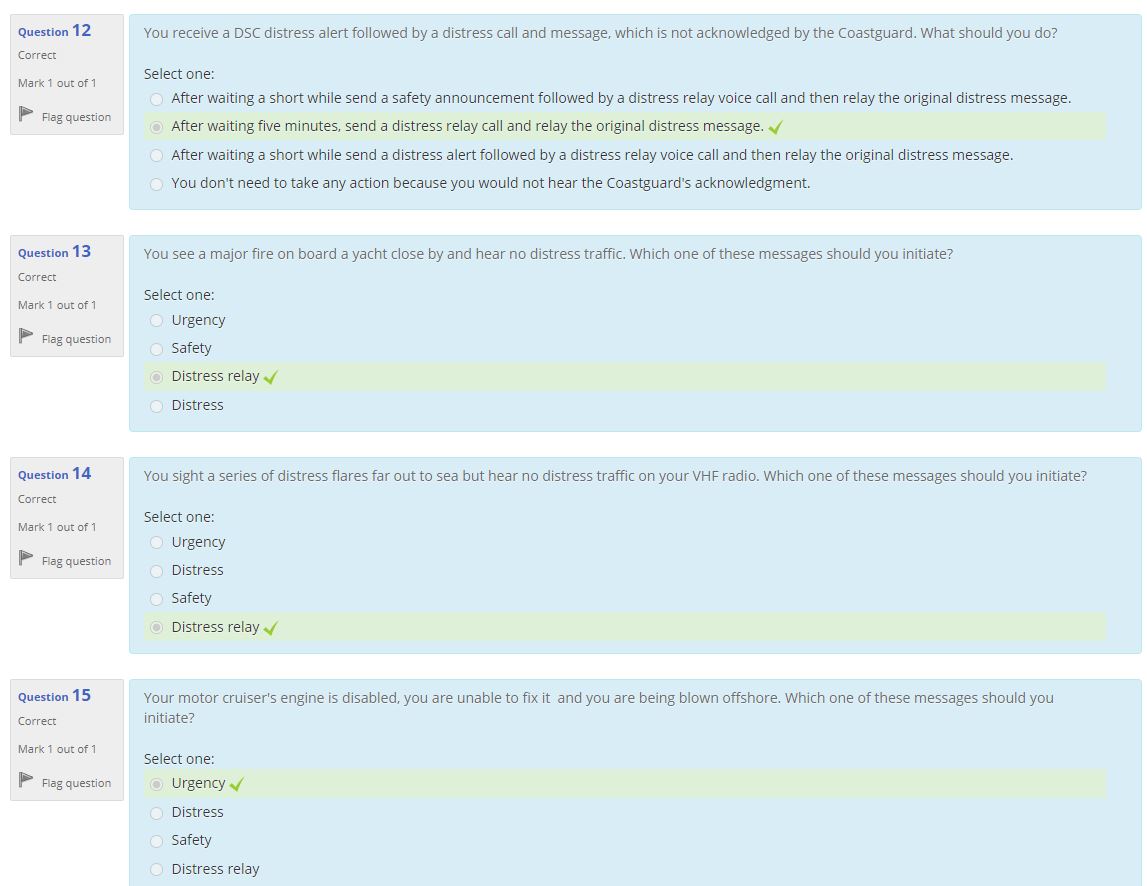 Question 12
Correct
Mark 1 out of 1
Flag question
You receive a DSC distress alert followed by a distress call and message, which is not acknowledged by the Coastguard. What should you do?
Select one:
After waiting a short while send a safety announcement followed by a distress relay voice call and then relay the original distress message.
After waiting five minutes, send a distress relay call and relay the original distress message.
After waiting a short while send a distress alert followed by a distress relay voice call and then relay the original distress message.
You don't need to take any action because you would not hear the Coastguard's acknowledgment.
Question 13
Correct
Mark 1 out of 1
Flag question
You see a major fire on board a yacht close by and hear no distress traffic. Which one of these messages should you initiate?
Select one:
Urgency
Safety
Distress relay
Distress
Question 14
Correct
Mark 1 out of 1
Flag question
You sight a series of distress flares far out to sea but hear no distress traffic on your VHF radio. Which one of these messages should you initiate?
Select one:
Urgency
Distress
Safety
Distress relay
Question 15
Correct
Mark 1 out of 1
Flag question
Your motor cruiser's engine is disabled, you are unable to fix it  and you are being blown offshore. Which one of these messages should you
initiate?
Select one:
Urgency
Distress
Safety
Distress relay